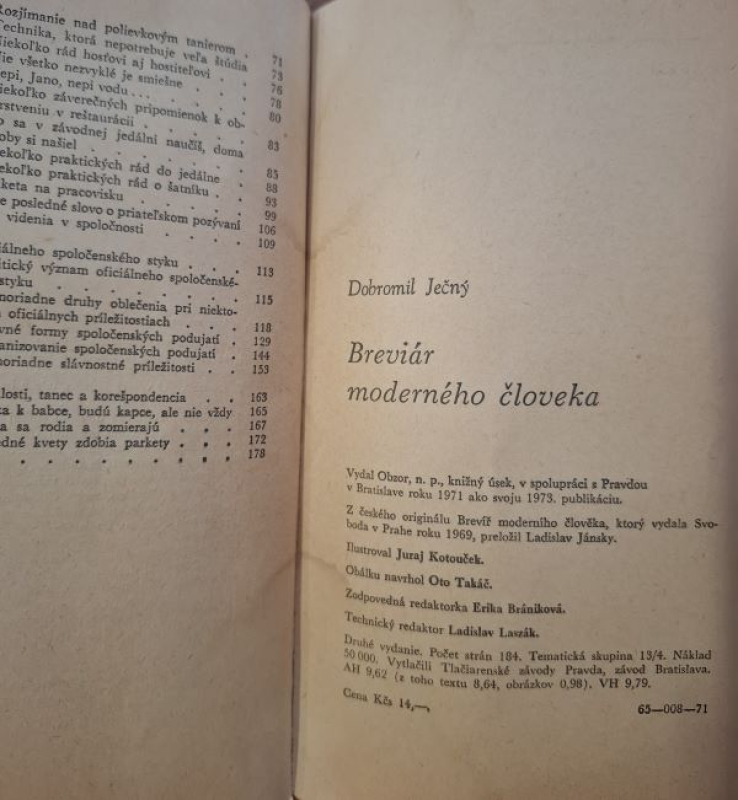 Rozjímanie nad polievkovým tanierom . 71
Technika, ktorá nepotrebuje veľa štúdia 73
Niekoľko rád hosťovi aj hostiteľovi . . 76
Nie všetko nezvyklé je smiešne . . . 78
nepi, Jano, nepi vodu... . . . . 80
niekoľko záverečných pripomienok k ob-
rstveniu v reštaurácii . . . . . 83
o sa v závodnej jedálni naučíš, doma
oby si našiel . . . . . . . 85
ekoľko praktických rád do jedálne . 88
ekoľko praktických rád o šatníku . . 93
keta na pracovisku . . . . . 99
e posledné slovo o priateľskom pozývaní 106
videnia v spoločnosti . . . . 109
iálneho spoločenského styku . . . 113
itický význam oficiálneho spoločenské-
styku . . . . . . . . 115
noriadne druhy oblečenia pri niekto-
oficiálnych príležitostiach . . . 118
vné formy spoločenských podujatí . 129
anizovanie spoločenských podujatí . 144
noriadne slávnostné príležitosti . . 153
losti, tanec a korešpondencia . . 163
ka k babce, budú kapce, ale nie vždy 165
a sa rodia a zomierajú . . . 167
edné kvety zdobia parkety . . . 172
. . . . . . . . 178
Dobromil Ječný
Breviár
moderného človeka
Vydal Obzor, n. p., knižný úsek, v spolupráci s Pravdou
v Bratislave roku 1971 ako svoju 1973. publikáciu.
Z českého originálu Brevíř moderního člověka, ktorý vydala Svo-
boda v Prahe roku 1969, preložil Ladislav Jánsky.
Ilustroval Juraj Kotouček.
Obálku navrhol Oto Takáč.
Zodpovedná redaktorka Erika Brániková.
Technický redaktor Ladislav Laszák.
Druhé vydanie. Počet strán 184. Tematická skupina 13/4. Náklad
50 000. Vytlačili Tlačiarenské závody Pravda, závod Bratislava.
AH 9,62 (z toho textu 8,64, obrázkov 0,98). VH 9,79.
Cena Kčs 14,—
65—008—71